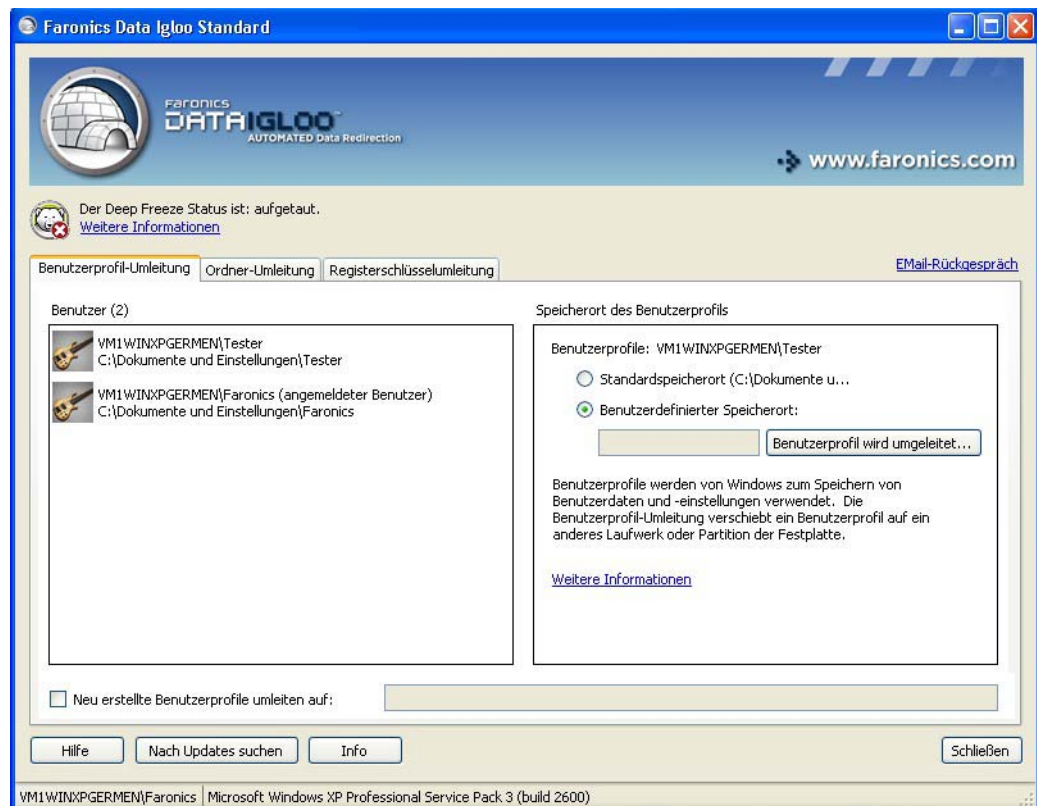 Faronics Data Igloo Standard
Faronics
DATA IGLOO™
AUTOMATED Data Redirection
www.faronics.com
Der Deep Freeze Status ist: aufgetaut.
Weitere Informationen
Benutzerprofil-Umleitung
Ordner-Umleitung
Registerschlüsselumleitung
EMail-Rückgespräch
Benutzer (2)
VM1WINXPGERMEN\Tester
C:\Dokumente und Einstellungen\Tester
VM1WINXPGERMEN\Faronics (angemeldeter Benutzer)
C:\Dokumente und Einstellungen\Faronics
Speicherort des Benutzerprofils
Benutzerprofile: VM1WINXPGERMEN\Tester
Standardspeicherort (C:\Dokumente u...
Benutzerdefinierter Speicherort:
Benutzerprofil wird umgeleitet...
Benutzerprofile werden von Windows zum Speichern von
Benutzerdaten und -einstellungen verwendet. Die
Benutzerprofil-Umleitung verschiebt ein Benutzerprofil auf ein
anderes Laufwerk oder Partition der Festplatte.
Weitere Informationen
Neu erstellte Benutzerprofile umleiten auf:
Hilfe
Nach Updates suchen
Info
Schließen
VM1WINXPGERMEN\Faronics
Microsoft Windows XP Professional Service Pack 3 (build 2600)